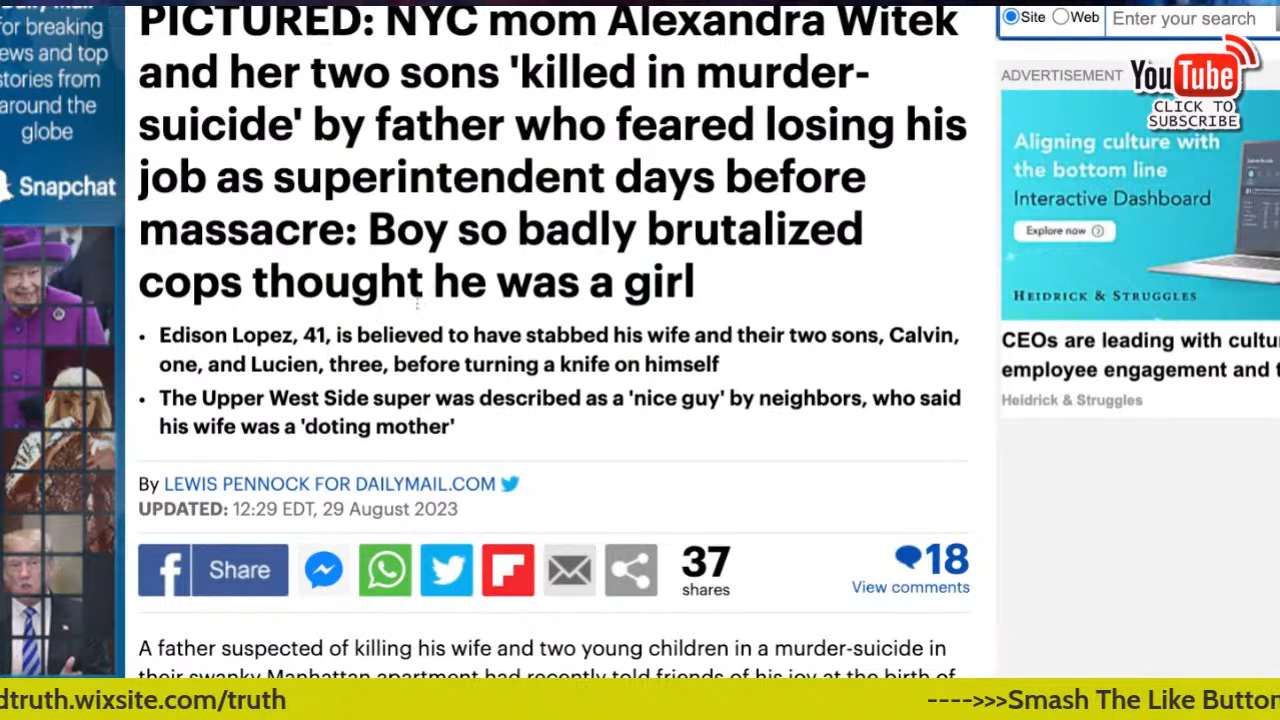 for breaking
news and top
stories from
around the
globe
Snapchat
PICTURED: NYC mom Alexandra Witek
and her two sons 'killed in murder-
suicide' by father who feared losing his
job as superintendent days before
massacre: Boy so badly brutalized
cops thought he was a girl
• Edison Lopez, 41, is believed to have stabbed his wife and their two sons, Calvin,
one, and Lucien, three, before turning a knife on himself
• The Upper West Side super was described as a 'nice guy' by neighbors, who said
his wife was a 'doting mother'
By LEWIS PENNOCK FOR DAILYMAIL.COM
UPDATED: 12:29 EDT, 29 August 2023
f Share
37
shares
18
View comments
A father suspected of killing his wife and two young children in a murder-suicide in
their swanky Manhattan apartment had recently told friends of his joy at the birth of
Site Web Enter your search
ADVERTISEMENT
YouTube
CLICK TO
SUBSCRIBE
Aligning culture with
the bottom line
Interactive Dashboard
Explore now
HEIDRICK & STRUGGLES
CEOs are leading with cultu
employee engagement and t
Heidrick & Struggles
dtruth.wixsite.com/truth
---->>>Smash The Like Button